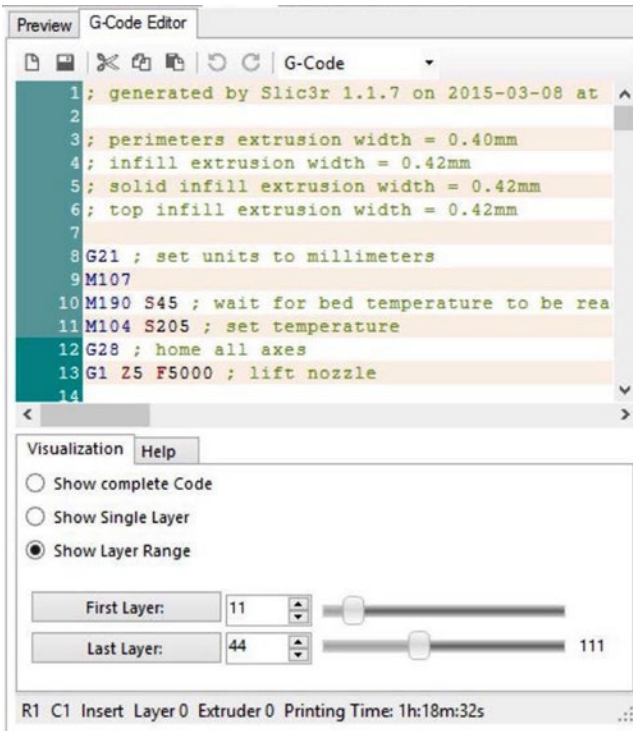 Preview G-Code Editor
G-Code
1 ; generated by Slic3r 1.1.7 on 2015-03-08 at
2
3 ; perimeters extrusion width = 0.40mm
4 ; infill extrusion width = 0.42mm
5 ; solid infill extrusion width = 0.42mm
6 ; top infill extrusion width = 0.42mm
7
8 G21 ; set units to millimeters
9 M107
10 M190 S45 ; wait for bed temperature to be rea
11 M104 S205 ; set temperature
12 G28 ; home all axes
13 G1 Z5 F5000 ; lift nozzle
14
Visualization Help
Show complete Code
Show Single Layer
Show Layer Range
First Layer: 11
Last Layer: 44 111
R1 C1 Insert Layer 0 Extruder 0 Printing Time: 1h:18m:32s